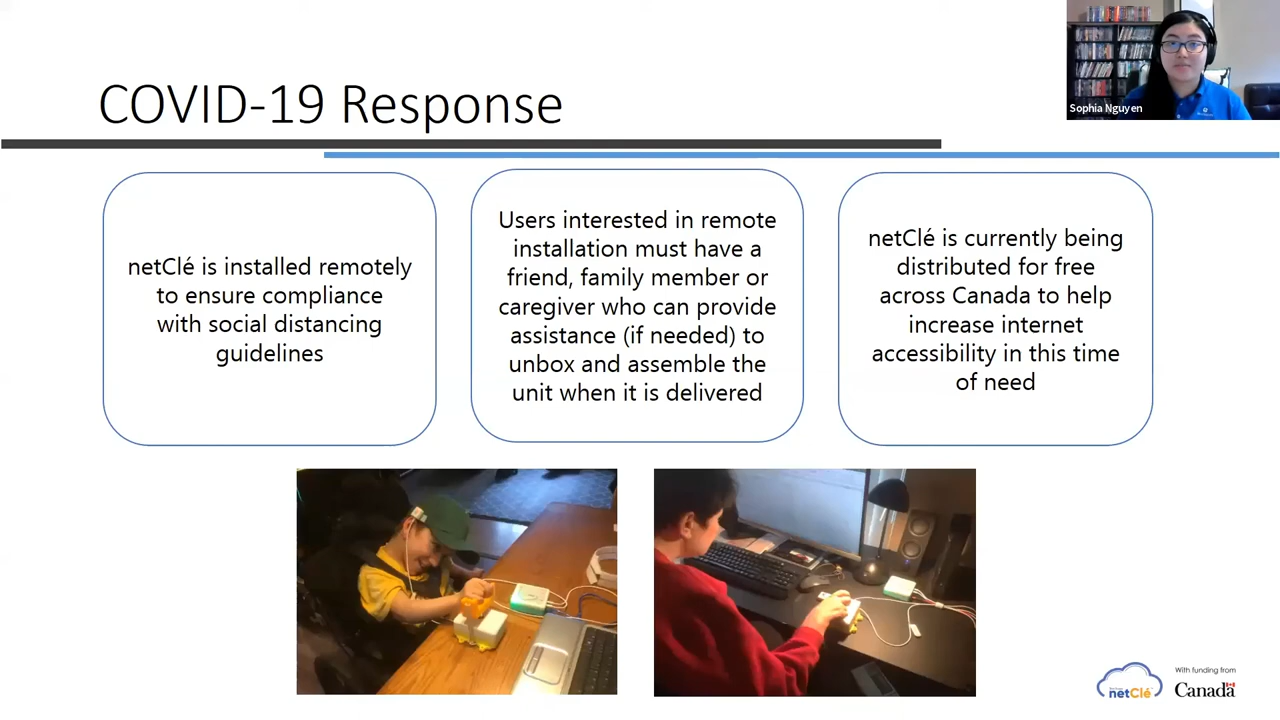 Sophia Nguyen
COVID-19 Response
netClé is installed remotely
to ensure compliance
with social distancing
guidelines
Users interested in remote
installation must have a
friend, family member or
caregiver who can provide
assistance (if needed) to
unbox and assemble the
unit when it is delivered
netClé is currently being
distributed for free
across Canada to help
increase internet
accessibility in this time
of need
netClé
With funding from
Canada